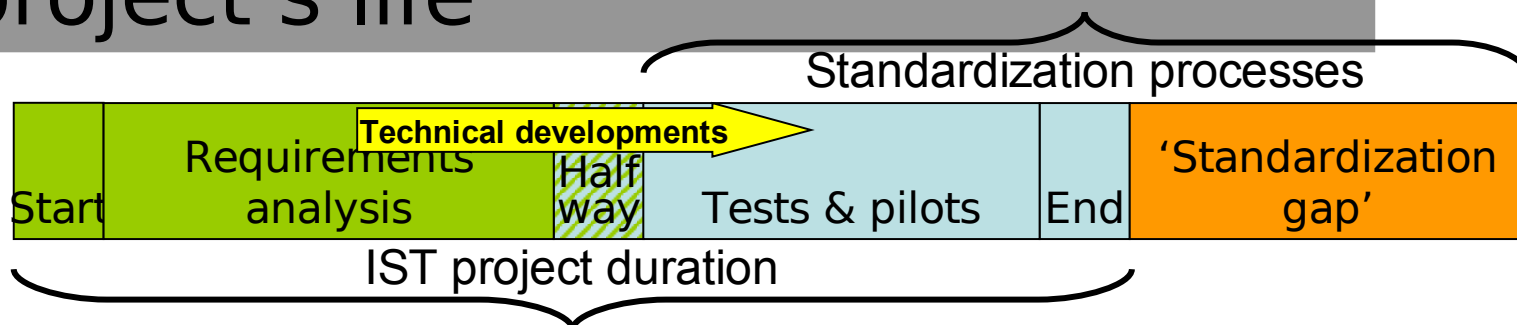 project's life
Standardization processes
Technical developments
Requirements
analysis
Start
Half
way
Tests & pilots
End
‘Standardization
gap’
IST project duration